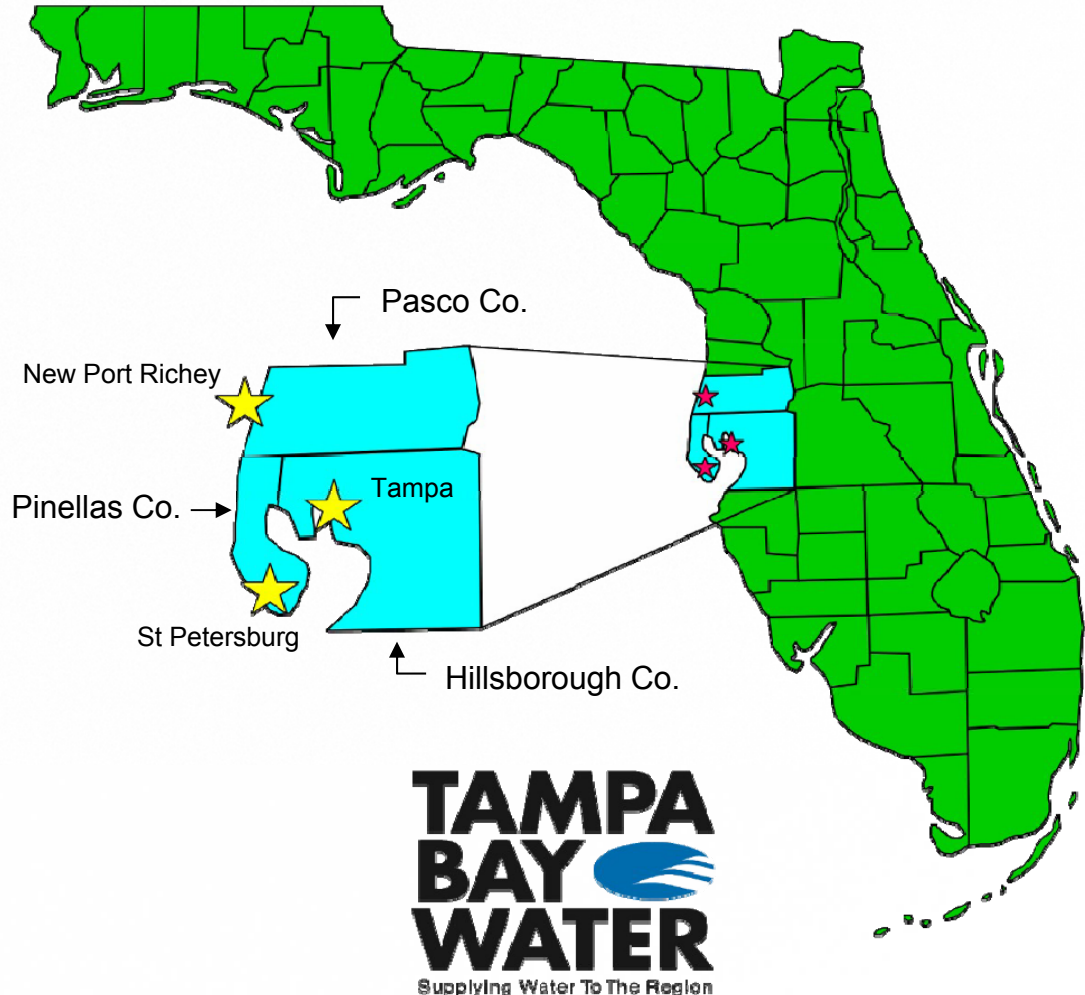 Pasco Co.
New Port Richey
Tampa
Pinellas Co.
St Petersburg
Hillsborough Co.
TAMPA
BAY
WATER
Supplying Water To The Region